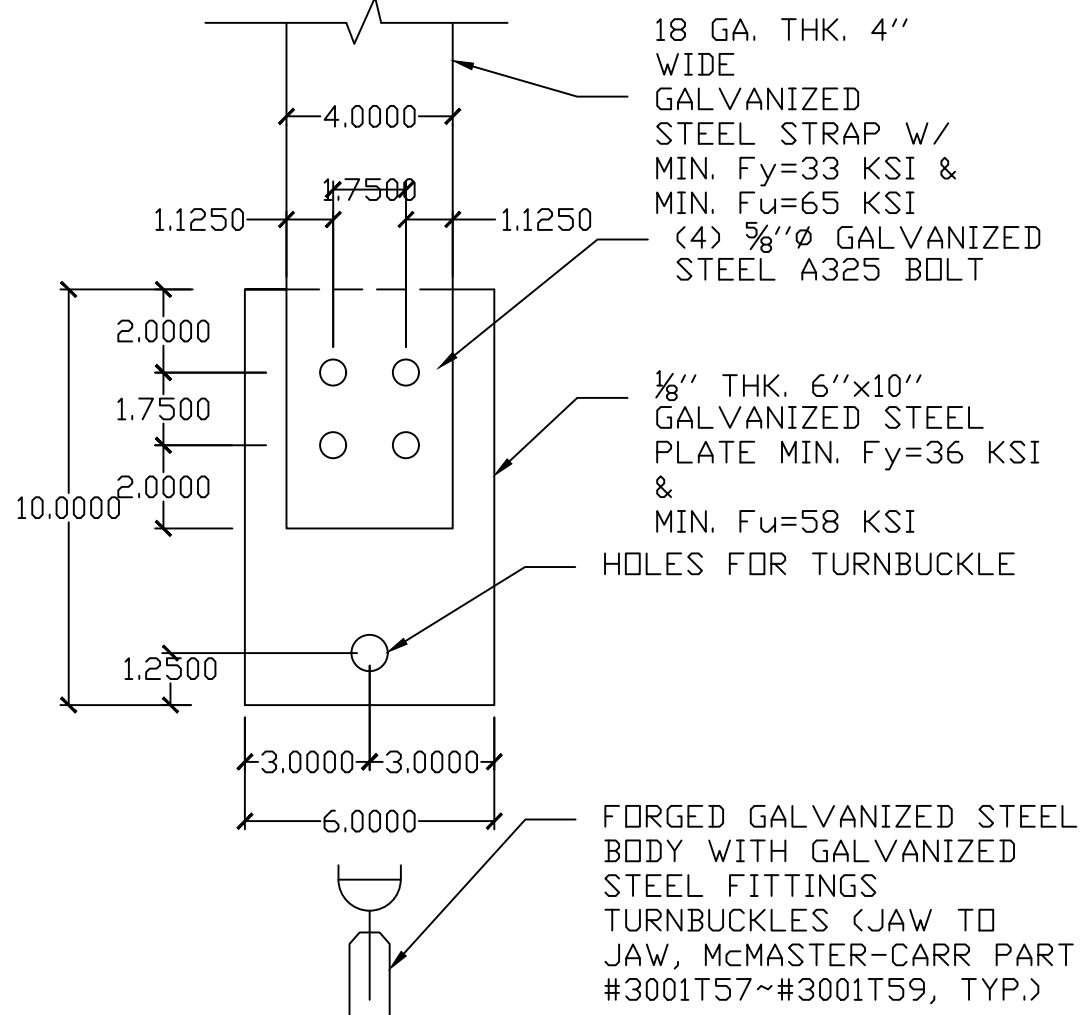 18 GA. THK. 4"
WIDE
GALVANIZED
STEEL STRAP W/
MIN. Fy=33 KSI &
MIN. Fu=65 KSI
(4) ⅝"Ø GALVANIZED
STEEL A325 BOLT
4.0000
1.7500
1.1250
1.1250
2.0000
1.7500
2.0000
10.0000
⅛" THK. 6"x10"
GALVANIZED STEEL
PLATE MIN. Fy=36 KSI
&
MIN. Fu=58 KSI
HOLES FOR TURNBUCKLE
1.2500
3.0000
3.0000
6.0000
FORGED GALVANIZED STEEL
BODY WITH GALVANIZED
STEEL FITTINGS
TURNBUCKLES (JAW TO
JAW, McMASTER-CARR PART
#3001T57~#3001T59, TYP.)